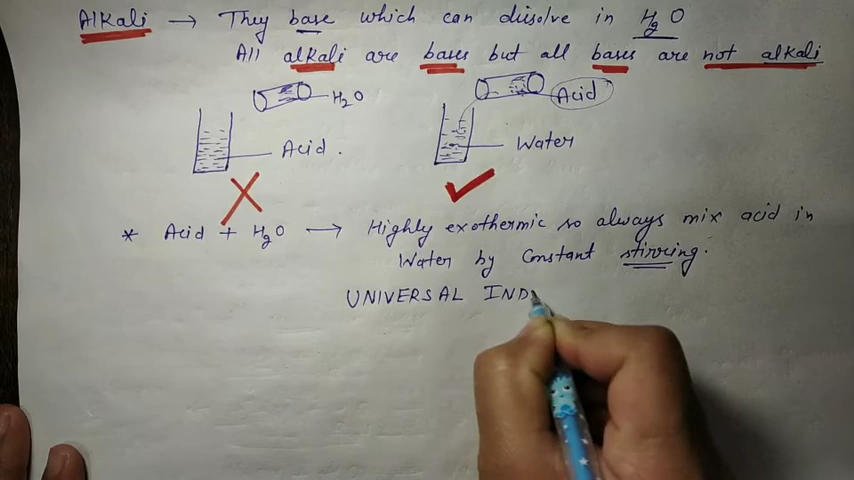 Alkali → They base which can dissolve in H2O
All alkali are bases but all bases are not alkali
H2O
Acid
Acid.
Water
* Acid + H2O → Highly exothermic so always mix acid in
Water by Constant stirring.
UNIVERSAL IND